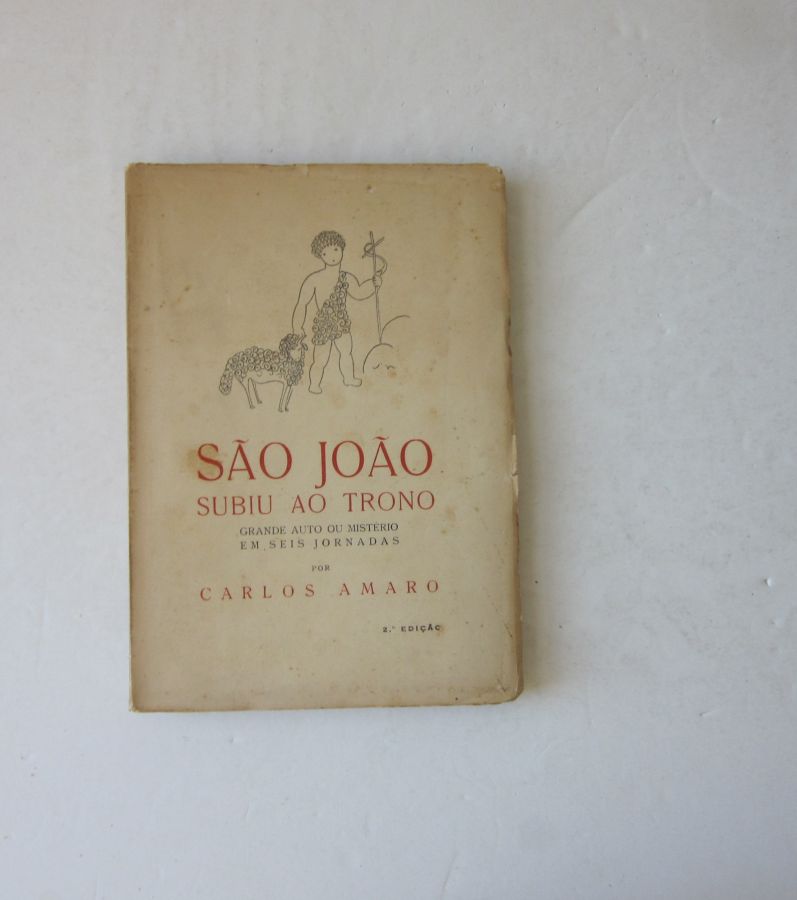 SÃO JOÃO
SUBIU AO TRONO
GRANDE AUTO OU MISTÉRIO
EM SEIS JORNADAS
POR
CARLOS AMARO
2.ª EDIÇÃO